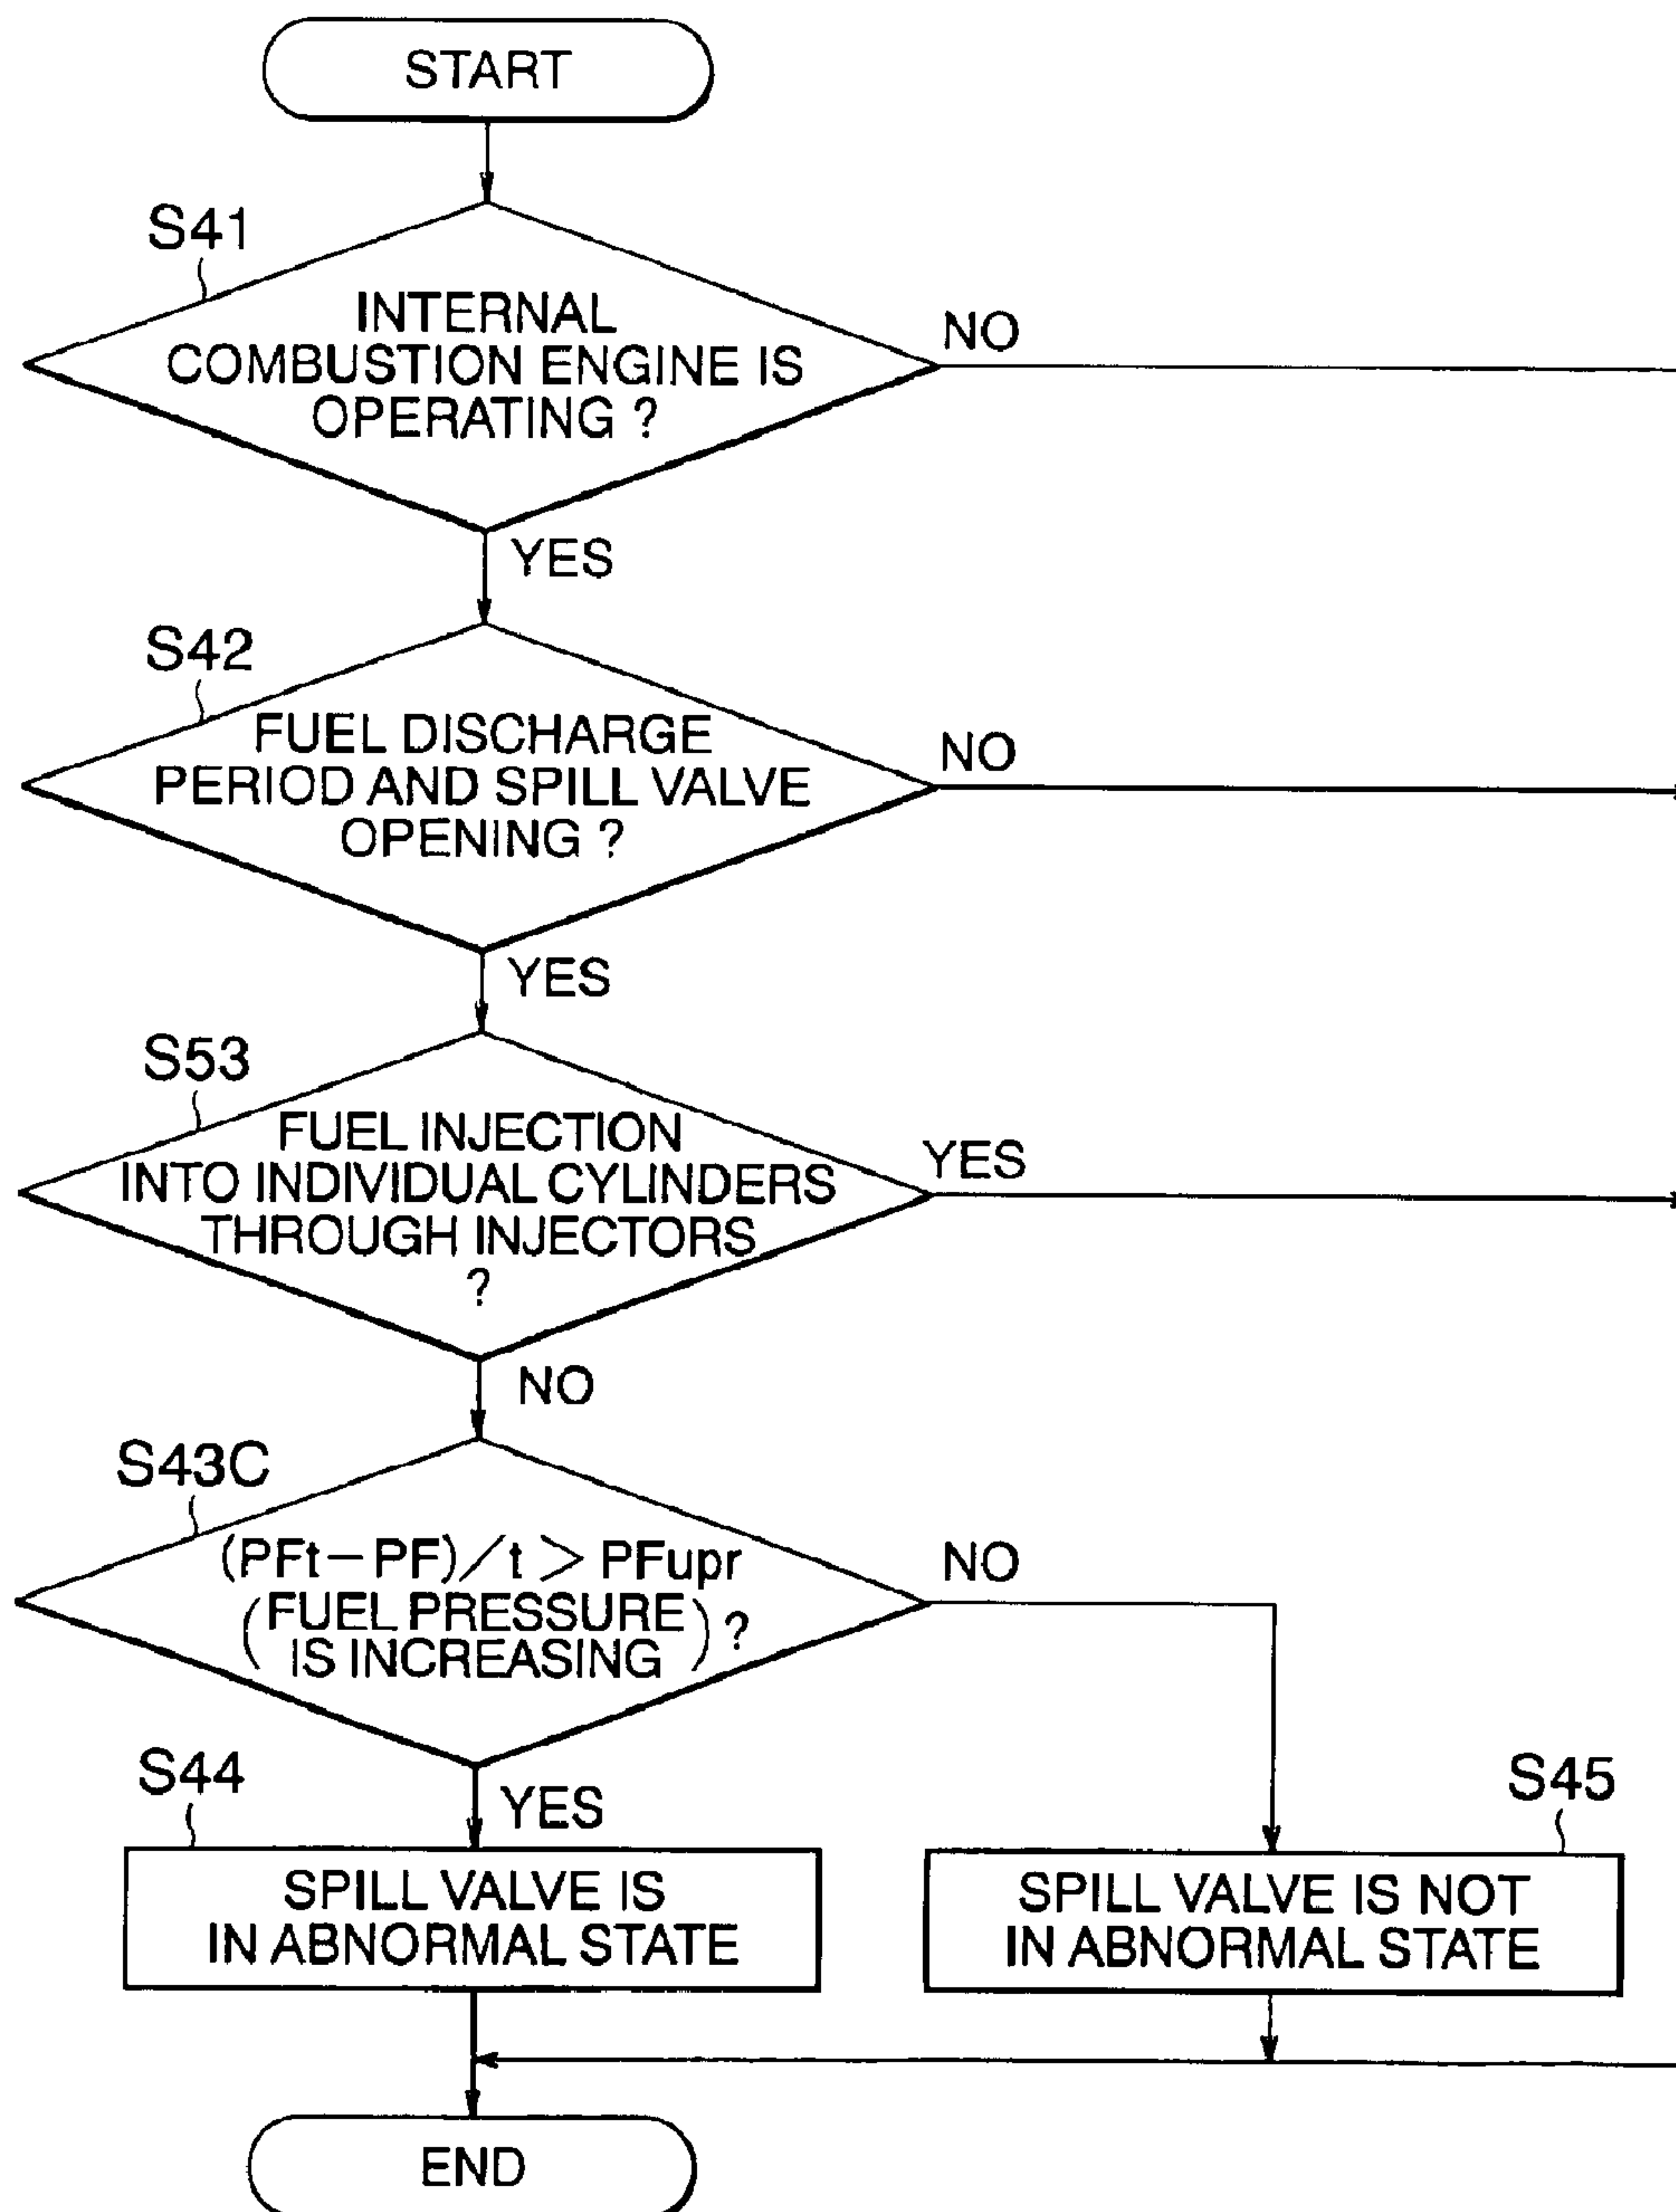 START
S41
INTERNAL
COMBUSTION ENGINE IS
OPERATING ?
NO
YES
S42
FUEL DISCHARGE
PERIOD AND SPILL VALVE
OPENING ?
NO
YES
S53
FUEL INJECTION
INTO INDIVIDUAL CYLINDERS
THROUGH INJECTORS
?
YES
NO
S43C
(PFt-PF)/t > PFupr
(FUEL PRESSURE
IS INCREASING) ?
NO
YES
S44
SPILL VALVE IS
IN ABNORMAL STATE
S45
SPILL VALVE IS NOT
IN ABNORMAL STATE
END